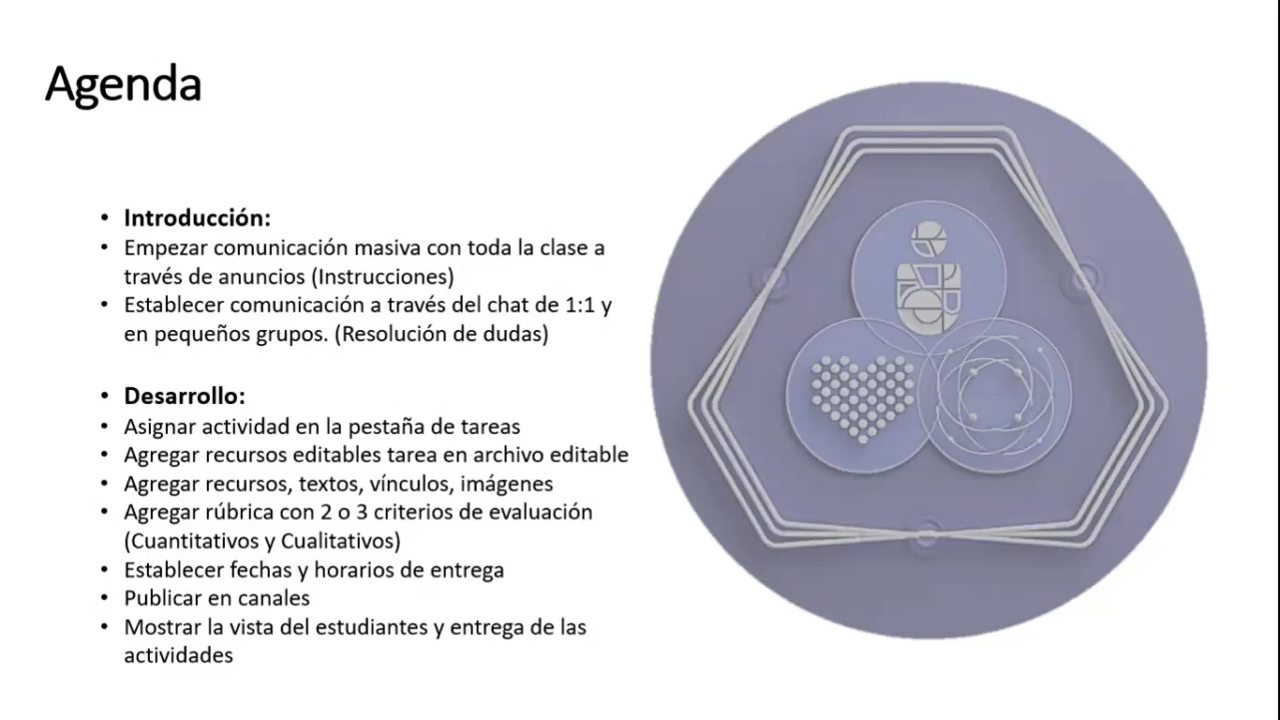 Agenda
• Introducción:
• Empezar comunicación masiva con toda la clase a
través de anuncios (Instrucciones)
• Establecer comunicación a través del chat de 1:1 y
en pequeños grupos. (Resolución de dudas)
• Desarrollo:
• Asignar actividad en la pestaña de tareas
• Agregar recursos editables tarea en archivo editable
• Agregar recursos, textos, vínculos, imágenes
• Agregar rúbrica con 2 o 3 criterios de evaluación
(Cuantitativos y Cualitativos)
• Establecer fechas y horarios de entrega
• Publicar en canales
• Mostrar la vista del estudiantes y entrega de las
actividades